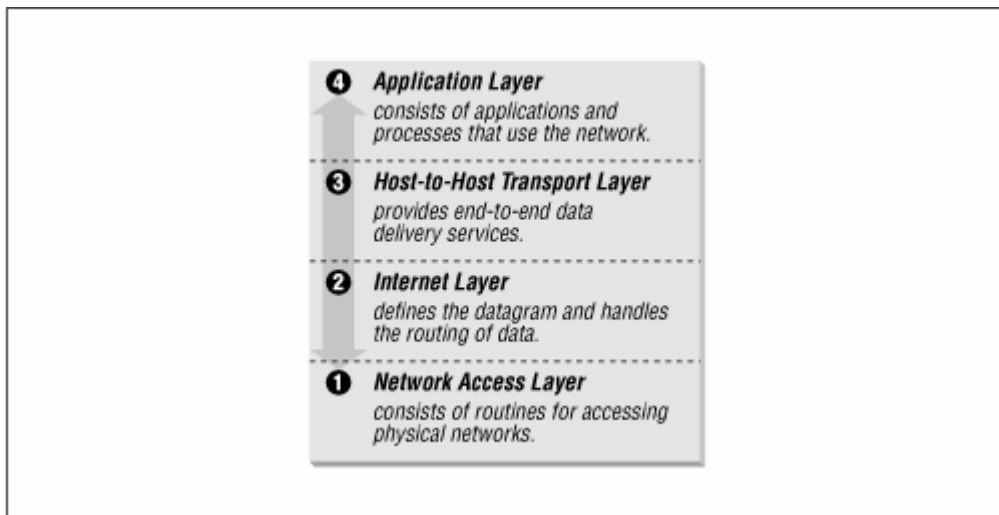 4 Application Layer
consists of applications and
processes that use the network.
3 Host-to-Host Transport Layer
provides end-to-end data
delivery services.
2 Internet Layer
defines the datagram and handles
the routing of data.
1 Network Access Layer
consists of routines for accessing
physical networks.